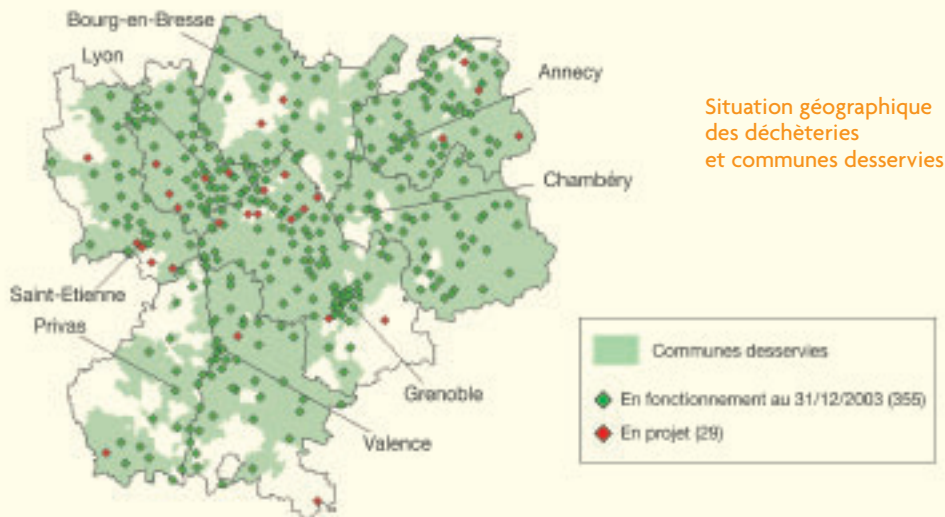 Bourg-en-Bresse
Lyon
Annecy
Situation géographique
des déchèteries
et communes desservies
Chambéry
Saint-Etienne
Privas
Grenoble
Valence
Communes desservies
En fonctionnement au 31/12/2003 (355)
En projet (29)